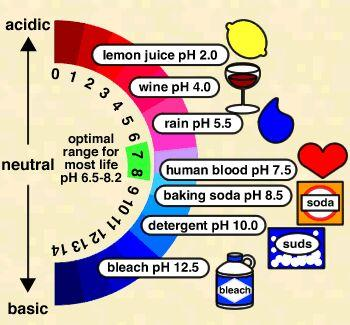 acidic
lemon juice pH 2.0
wine pH 4.0
rain pH 5.5
0
1
2
3
4
5
6
7
8
9
10
11
12
13
14
optimal
range for
most life
pH 6.5-8.2
neutral
human blood pH 7.5
baking soda pH 8.5
soda
detergent pH 10.0
suds
bleach pH 12.5
bleach
basic